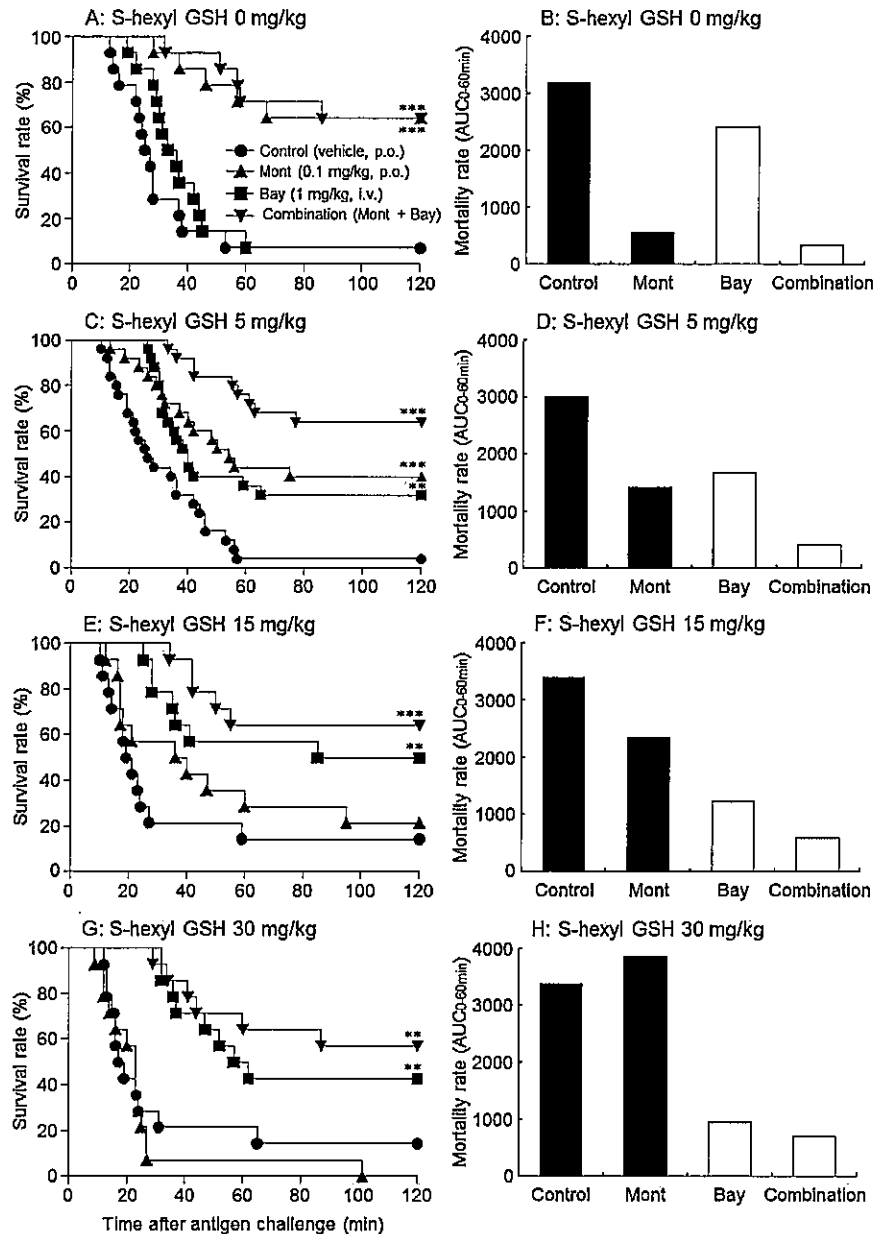 A: S-hexyl GSH 0 mg/kg
100
80
60
40
20
0
Survival rate (%)
0 20 40 60 80 100 120
***
***
Control (vehicle, p.o.)
Mont (0.1 mg/kg, p.o.)
Bay (1 mg/kg, i.v.)
Combination (Mont + Bay)
B: S-hexyl GSH 0 mg/kg
4000
3000
2000
1000
0
Mortality rate (AUC0-60min)
Control Mont Bay Combination
C: S-hexyl GSH 5 mg/kg
100
80
60
40
20
0
Survival rate (%)
0 20 40 60 80 100 120
***
***
**
D: S-hexyl GSH 5 mg/kg
4000
3000
2000
1000
0
Mortality rate (AUC0-60min)
Control Mont Bay Combination
E: S-hexyl GSH 15 mg/kg
100
80
60
40
20
0
Survival rate (%)
0 20 40 60 80 100 120
***
**
F: S-hexyl GSH 15 mg/kg
4000
3000
2000
1000
0
Mortality rate (AUC0-60min)
Control Mont Bay Combination
G: S-hexyl GSH 30 mg/kg
100
80
60
40
20
0
Survival rate (%)
0 20 40 60 80 100 120
**
**
Time after antigen challenge (min)
H: S-hexyl GSH 30 mg/kg
4000
3000
2000
1000
0
Mortality rate (AUC0-60min)
Control Mont Bay Combination